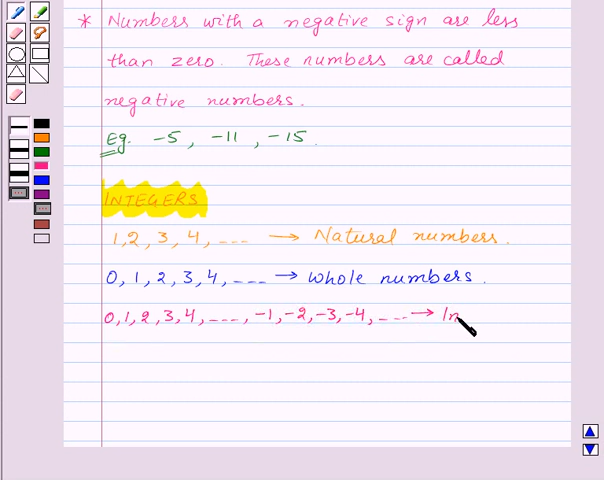 * Numbers with a negative sign are less
than zero. These numbers are called
negative numbers.
Eg. -5, -11, -15.
INTEGERS
1, 2, 3, 4, .... → Natural numbers.
0, 1, 2, 3, 4, .... → whole numbers.
0, 1, 2, 3, 4, ...., -1, -2, -3, -4, .... → In